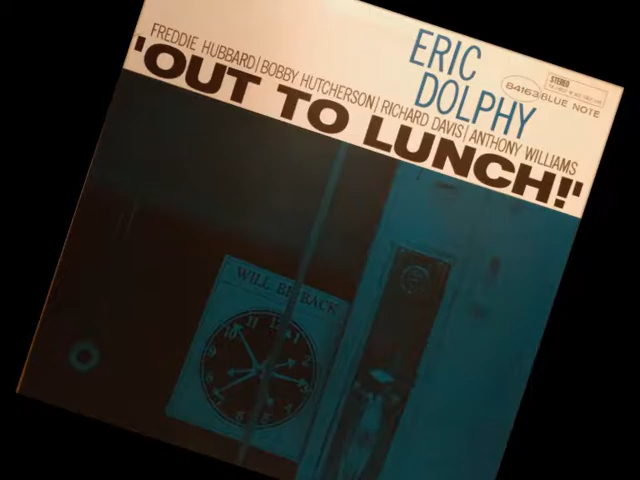 ERIC
DOLPHY
STEREO
84163 BLUE NOTE
FREDDIE HUBBARD|BOBBY HUTCHERSON|RICHARD DAVIS|ANTHONY WILLIAMS
'OUT TO LUNCH!'
WILL BE BACK